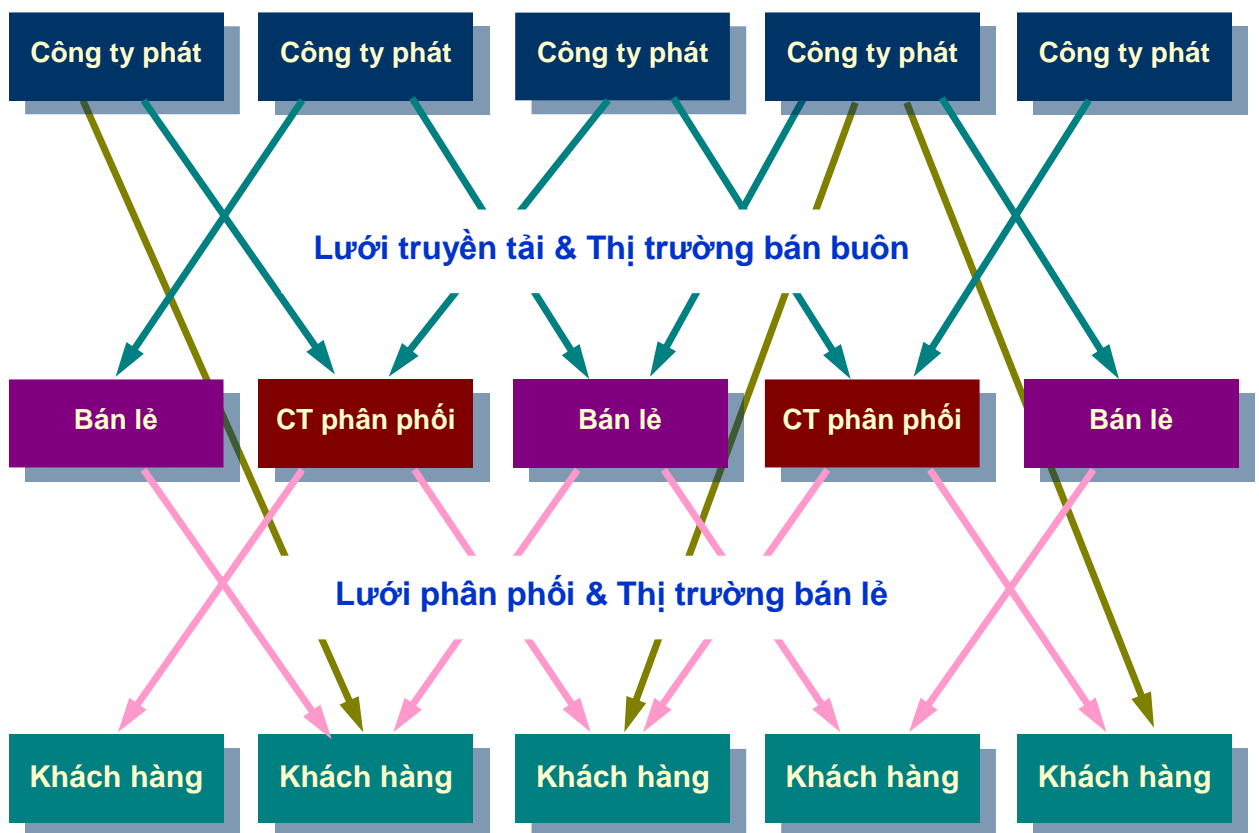 Công ty phát
Công ty phát
Công ty phát
Công ty phát
Công ty phát
Lưới truyền tải & Thị trường bán buôn
Bán lẻ
CT phân phối
Bán lẻ
CT phân phối
Bán lẻ
Lưới phân phối & Thị trường bán lẻ
Khách hàng
Khách hàng
Khách hàng
Khách hàng
Khách hàng